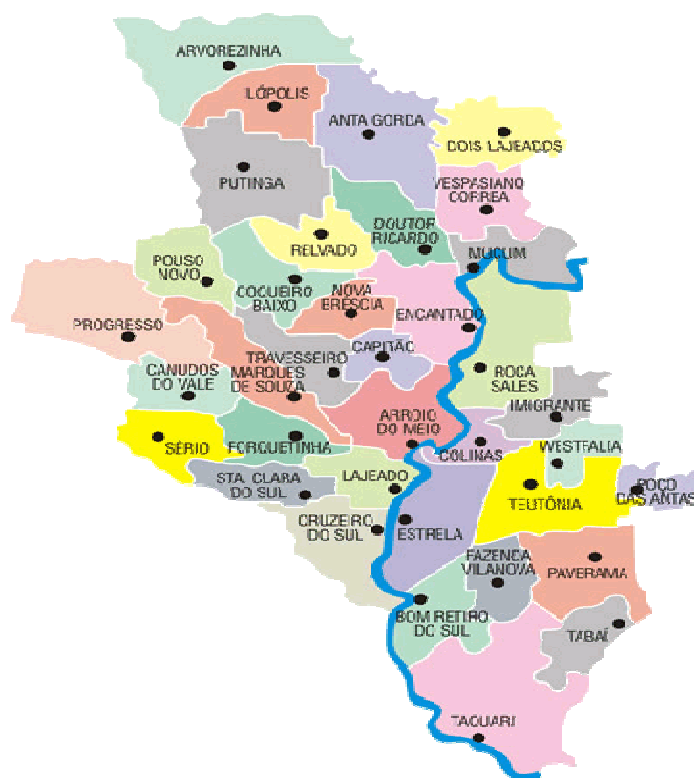 ARVOREZINHA
ILÓPOLIS
ANTA GORDA
DOIS LAJEADOS
PUTINGA
VESPASIANO
CORREA
DOUTOR
RICARDO
RELVADO
MUCUM
POUSO
NOVO
COQUEIRO
BAIXO
NOVA
BRÉSCIA
ENCANTADO
PROGRESSO
CAPITÃO
TRAVESSEIRO
MARQUES
DE SOUZA
CANUDOS
DO VALE
ROCA
SALES
IMIGRANTE
ARROIO
DO MEIO
SÉRIO
FORQUETINHA
COLINAS
WESTFALIA
STA. CLARA
DO SUL
LAJEADO
TEUTÔNIA
POÇO
DAS ANTAS
CRUZEIRO
DO SUL
ESTRELA
FAZENDA
VILANOVA
PAVERAMA
BOM RETIRO
DO SUL
TABAÍ
TAQUARI